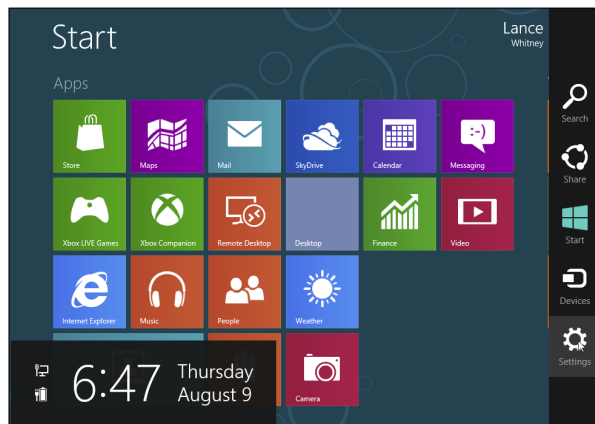 Start
Lance
Whitney
Apps
Store
Maps
Mail
SkyDrive
Calendar
:-)
Messaging
Xbox LIVE Games
Xbox Companion
Remote Desktop
Desktop
Finance
Video
Internet Explorer
Music
People
Weather
Camera
6:47
Thursday
August 9
Search
Share
Start
Devices
Settings